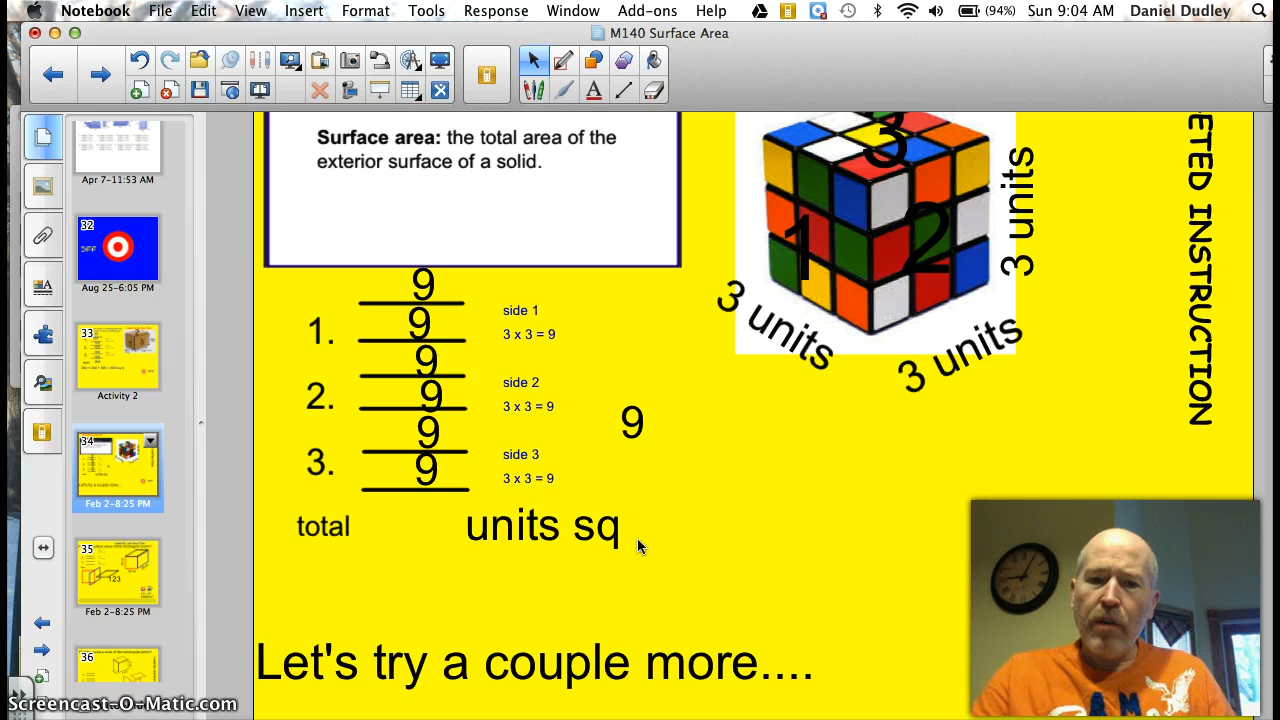 Notebook File Edit View Insert Format Tools Response Window Add-ons Help (94%) Sun 9:04 AM Daniel Dudley
M140 Surface Area
Apr 7-11:53 AM
32
OFF
Aug 25-6:05 PM
33
Activity 2
34
Feb 2-8:25 PM
35
123
Feb 2-8:25 PM
36
Surface area: the total area of the
exterior surface of a solid.
3
1
2
3 units
3 units
3 units
ETED INSTRUCTION
9
1. 9
side 1
3 x 3 = 9
9
2. 9
side 2
3 x 3 = 9
9
9
3. 9
side 3
3 x 3 = 9
total units sq
Let's try a couple more....
Screencast-O-Matic.com